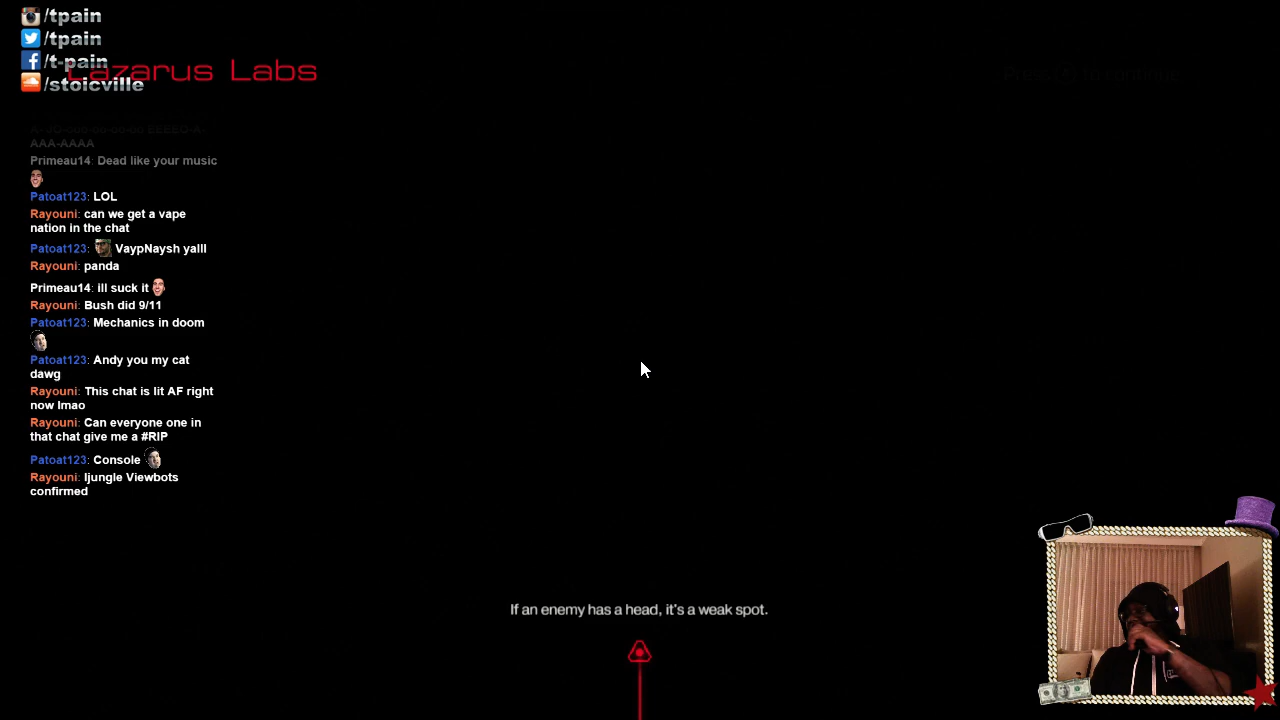 /tpain
/tpain
/t-pain
Lazarus Labs
/stoicville
AAA-AAAA
Primeau14: Dead like your music
Patoat123: LOL
Rayouni: can we get a vape
nation in the chat
Patoat123: VaypNaysh yalll
Rayouni: panda
Primeau14: ill suck it
Rayouni: Bush did 9/11
Patoat123: Mechanics in doom
Patoat123: Andy you my cat
dawg
Rayouni: This chat is lit AF right
now lmao
Rayouni: Can everyone one in
that chat give me a #RIP
Patoat123: Console
Rayouni: Ijungle Viewbots
confirmed
If an enemy has a head, it's a weak spot.